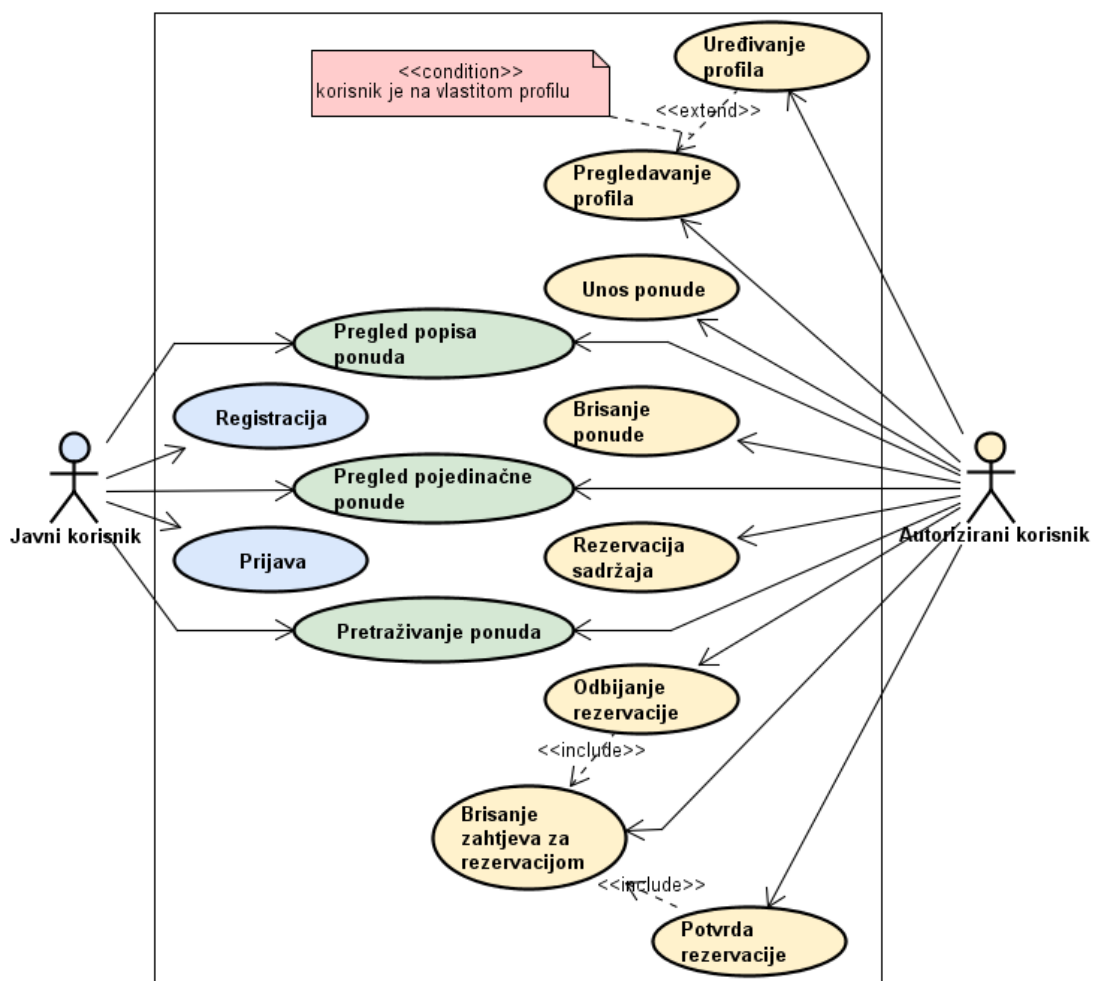 Uređivanje
profila
<<condition>>
korisnik je na vlastitom profilu
<<extend>>
Pregledavanje
profila
Unos ponude
Pregled popisa
ponuda
Registracija
Brisanje
ponude
Pregled pojedinačne
ponude
Javni korisnik
Autorizirani korisnik
Prijava
Rezervacija
sadržaja
Pretraživanje ponuda
Odbijanje
rezervacije
<<include>>
Brisanje
zahtjeva za
rezervacijom
<<include>>
Potvrda
rezervacije